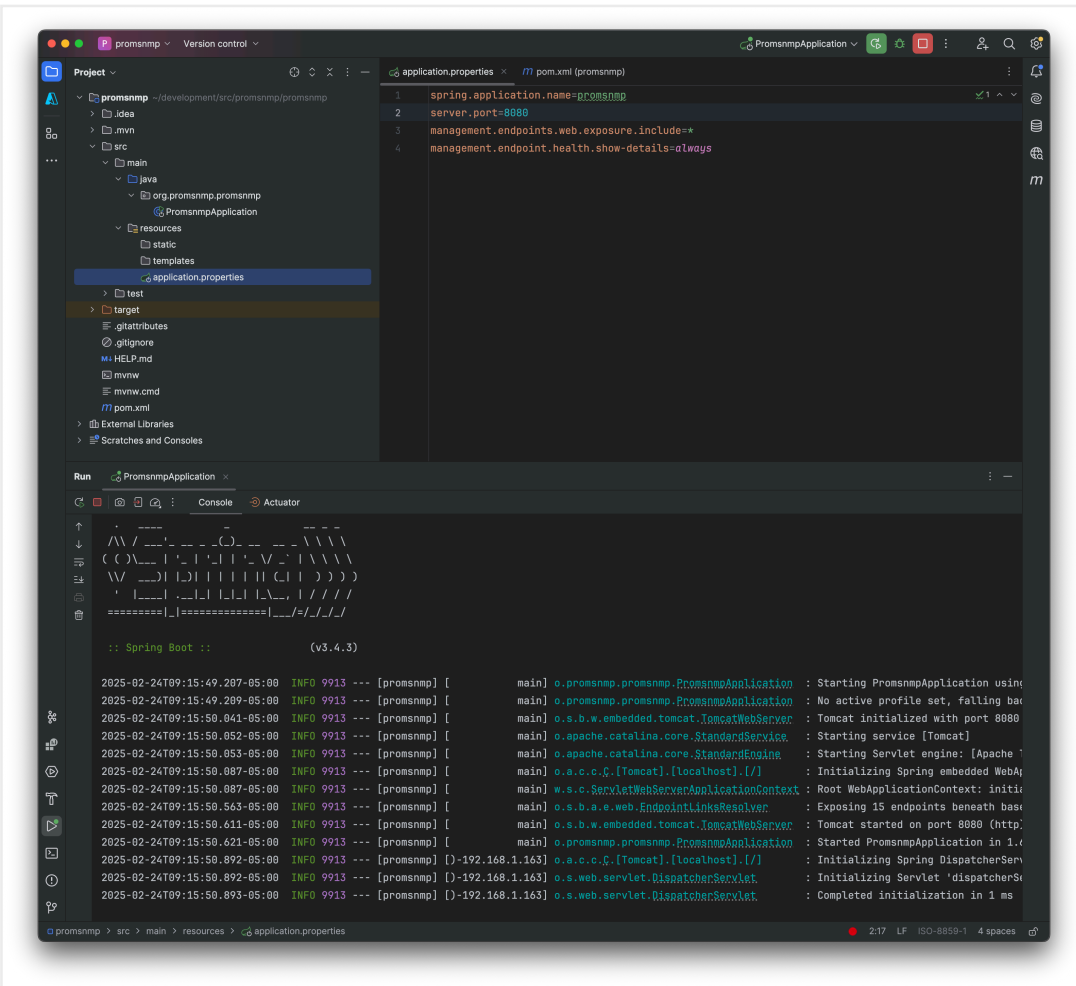 P promsnmp Version control PromsnmpApplication
Project
promsnmp ~/development/src/promsnmp/promsnmp
.idea
.mvn
src
main
java
org.promsnmp.promsnmp
PromsnmpApplication
resources
static
templates
application.properties
test
target
.gitattributes
.gitignore
M↓ HELP.md
mvnw
mvnw.cmd
m pom.xml
External Libraries
Scratches and Consoles
application.properties × m pom.xml (promsnmp)
1 spring.application.name=promsnmp 1
2 server.port=8080
3 management.endpoints.web.exposure.include=*
4 management.endpoint.health.show-details=always
m
Run PromsnmpApplication ×
Console Actuator
  .   ____          _            __ _ _
 /\\ / ___'_ __ _ _(_)_ __  __ _ \ \ \ \
( ( )\___ | '_ | '_| | '_ \/ _` | \ \ \ \
 \\/  ___)| |_)| | | | | || (_| |  ) ) ) )
  '  |____| .__|_| |_|_| |_\__, | / / / /
 =========|_|==============|___/=/_/_/_/
:: Spring Boot :: (v3.4.3)
2025-02-24T09:15:49.207-05:00 INFO 9913 --- [promsnmp] [ main] o.promsnmp.promsnmp.PromsnmpApplication : Starting PromsnmpApplication using
2025-02-24T09:15:49.209-05:00 INFO 9913 --- [promsnmp] [ main] o.promsnmp.promsnmp.PromsnmpApplication : No active profile set, falling bac
2025-02-24T09:15:50.041-05:00 INFO 9913 --- [promsnmp] [ main] o.s.b.w.embedded.tomcat.TomcatWebServer : Tomcat initialized with port 8080
2025-02-24T09:15:50.052-05:00 INFO 9913 --- [promsnmp] [ main] o.apache.catalina.core.StandardService : Starting service [Tomcat]
2025-02-24T09:15:50.053-05:00 INFO 9913 --- [promsnmp] [ main] o.apache.catalina.core.StandardEngine : Starting Servlet engine: [Apache T
2025-02-24T09:15:50.087-05:00 INFO 9913 --- [promsnmp] [ main] o.a.c.c.C.[Tomcat].[localhost].[/] : Initializing Spring embedded WebAp
2025-02-24T09:15:50.087-05:00 INFO 9913 --- [promsnmp] [ main] w.s.c.ServletWebServerApplicationContext : Root WebApplicationContext: initia
2025-02-24T09:15:50.563-05:00 INFO 9913 --- [promsnmp] [ main] o.s.b.a.e.web.EndpointLinksResolver : Exposing 15 endpoints beneath base
2025-02-24T09:15:50.611-05:00 INFO 9913 --- [promsnmp] [ main] o.s.b.w.embedded.tomcat.TomcatWebServer : Tomcat started on port 8080 (http)
2025-02-24T09:15:50.621-05:00 INFO 9913 --- [promsnmp] [ main] o.promsnmp.promsnmp.PromsnmpApplication : Started PromsnmpApplication in 1.6
2025-02-24T09:15:50.892-05:00 INFO 9913 --- [promsnmp] [)-192.168.1.163] o.a.c.c.C.[Tomcat].[localhost].[/] : Initializing Spring DispatcherServ
2025-02-24T09:15:50.892-05:00 INFO 9913 --- [promsnmp] [)-192.168.1.163] o.s.web.servlet.DispatcherServlet : Initializing Servlet 'dispatcherSe
2025-02-24T09:15:50.893-05:00 INFO 9913 --- [promsnmp] [)-192.168.1.163] o.s.web.servlet.DispatcherServlet : Completed initialization in 1 ms
promsnmp > src > main > resources > application.properties 2:17 LF ISO-8859-1 4 spaces